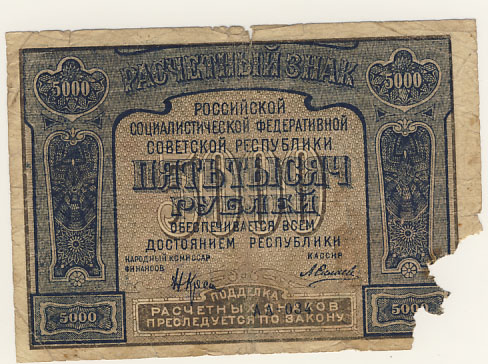 РАСЧЕТНЫЙ ЗНАК
5000 5000
РОССИЙСКОЙ
СОЦИАЛИСТИЧЕСКОЙ ФЕДЕРАТИВНОЙ
СОВЕТСКОЙ РЕСПУБЛИКИ
5000
ПЯТЬ ТЫСЯЧ
РУБЛЕЙ
ОБЕСПЕЧИВАЕТСЯ ВСЕМ
ДОСТОЯНИЕМ РЕСПУБЛИКИ
НАРОДНЫЙ КОМИССАР КАССИР
ФИНАНСОВ
ПОДДЕЛКА
5000 РАСЧЕТНЫХ ЗНАКОВ
ПРЕСЛЕДУЕТСЯ ПО ЗАКОНУ